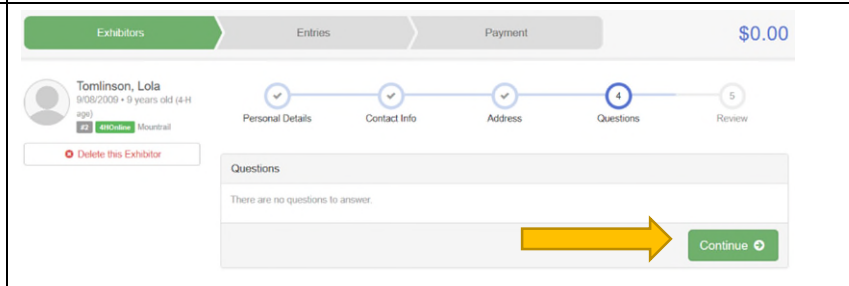 Exhibitors Entries Payment $0.00
Tomlinson, Lola
9/08/2009 • 9 years old (4-H
age)
#2 4HOnline Mountrail
Delete this Exhibitor
4 5
Personal Details Contact Info Address Questions Review
Questions
There are no questions to answer.
Continue